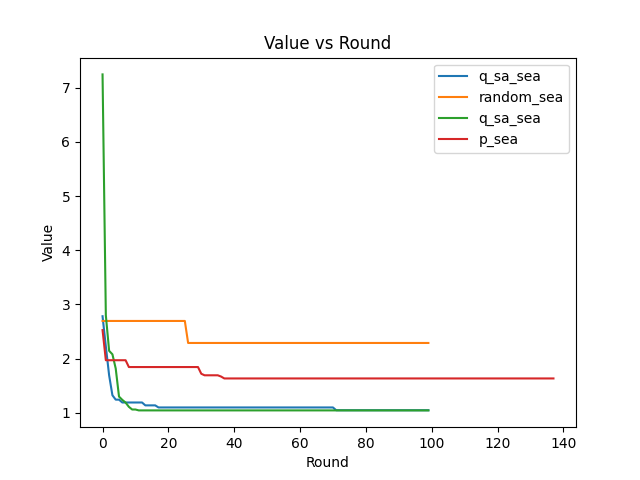 Value vs Round
q_sa_sea
random_sea
q_sa_sea
p_sea
Value
7
6
5
4
3
2
1
0 20 40 60 80 100 120 140
Round